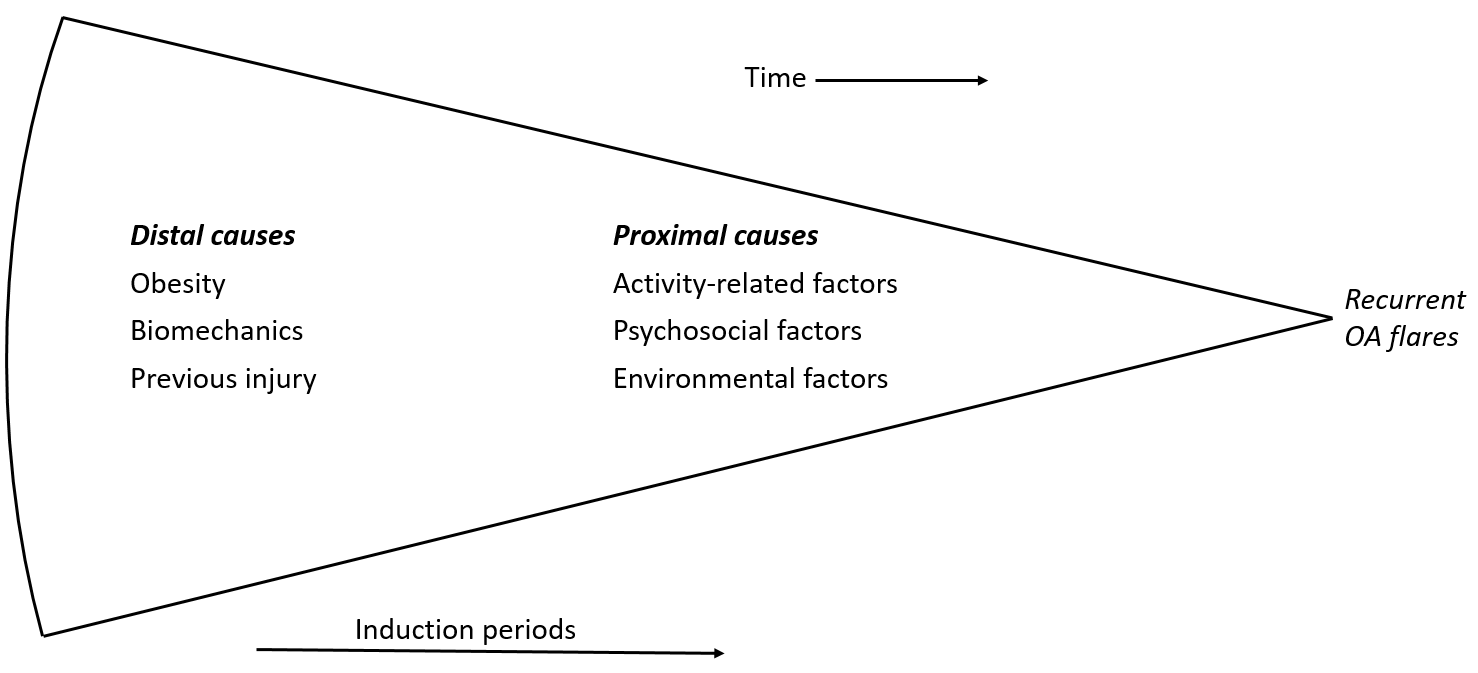 Time
Distal causes
Obesity
Biomechanics
Previous injury
Proximal causes
Activity-related factors
Psychosocial factors
Environmental factors
Recurrent
OA flares
Induction periods